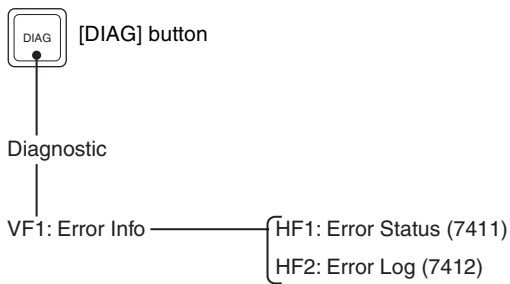 DIAG
[DIAG] button
Diagnostic
VF1: Error Info
HF1: Error Status (7411)
HF2: Error Log (7412)